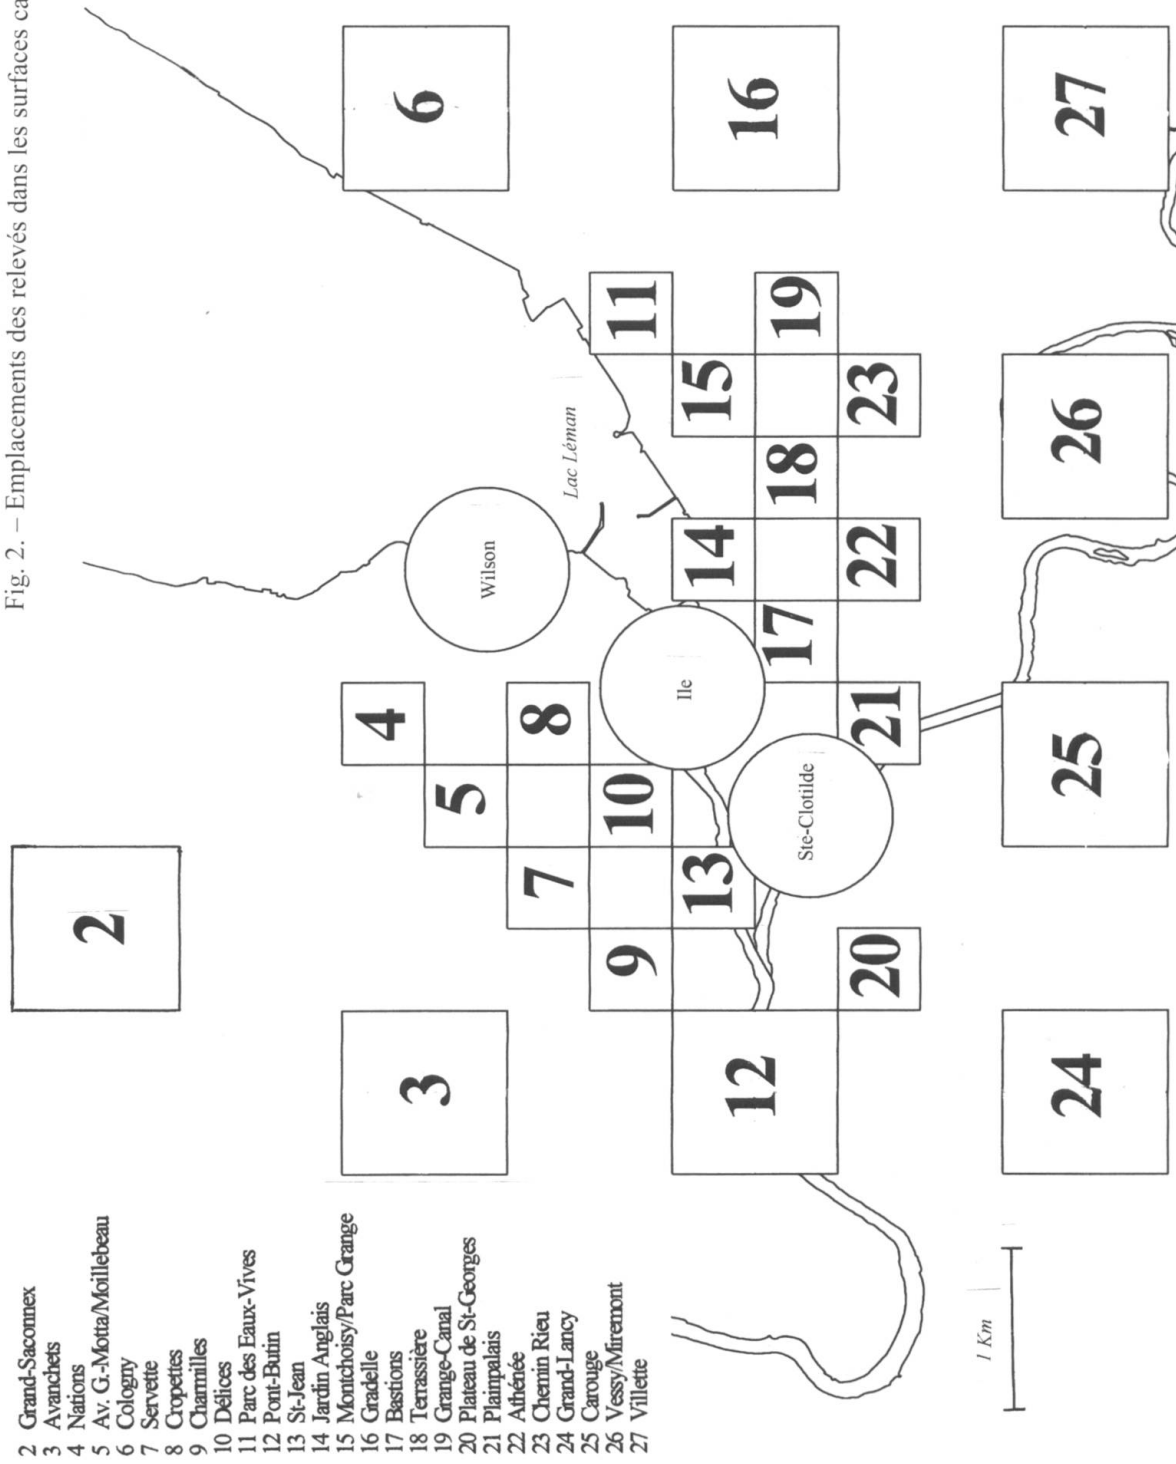 Fig. 2. – Emplacements des relevés dans les surfaces ca
2 Grand-Saconnex
3 Avanchets
4 Nations
5 Av. G.-Motta/Moillebeau
6 Cologny
7 Servette
8 Cropettes
9 Charmilles
10 Délices
11 Parc des Eaux-Vives
12 Pont-Butin
13 St-Jean
14 Jardin Anglais
15 Montchoisy/Parc Grange
16 Gradelle
17 Bastions
18 Terrassière
19 Grange-Canal
20 Plateau de St-Georges
21 Plainpalais
22 Athénée
23 Chemin Rieu
24 Grand-Lancy
25 Carouge
26 Vessy/Miremont
27 Villette
2
3
4
6
5
7
8
Wilson
Lac Léman
9
10
11
Ile
12
13
14
15
16
17
18
19
Ste-Clotilde
20
21
22
23
24
25
26
27
1 Km